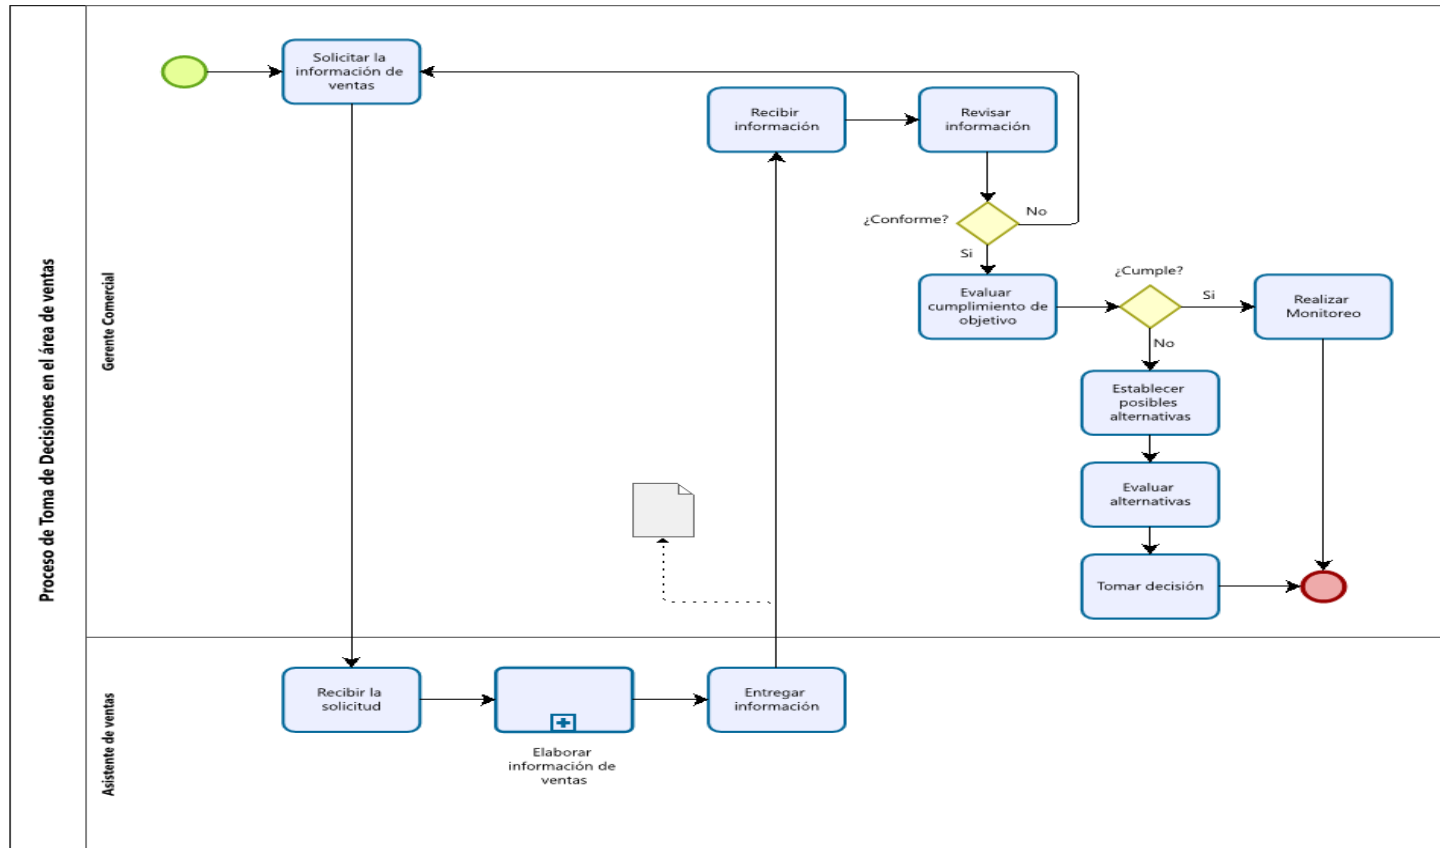 Proceso de Toma de Decisiones en el área de ventas
Gerente Comercial
Solicitar la
información de
ventas
Recibir
información
Revisar
información
¿Conforme?
No
Si
Evaluar
cumplimiento de
objetivo
¿Cumple?
Si
No
Realizar
Monitoreo
Establecer
posibles
alternativas
Evaluar
alternativas
Tomar decisión
Asistente de ventas
Recibir la
solicitud
Elaborar
información de
ventas
Entregar
información